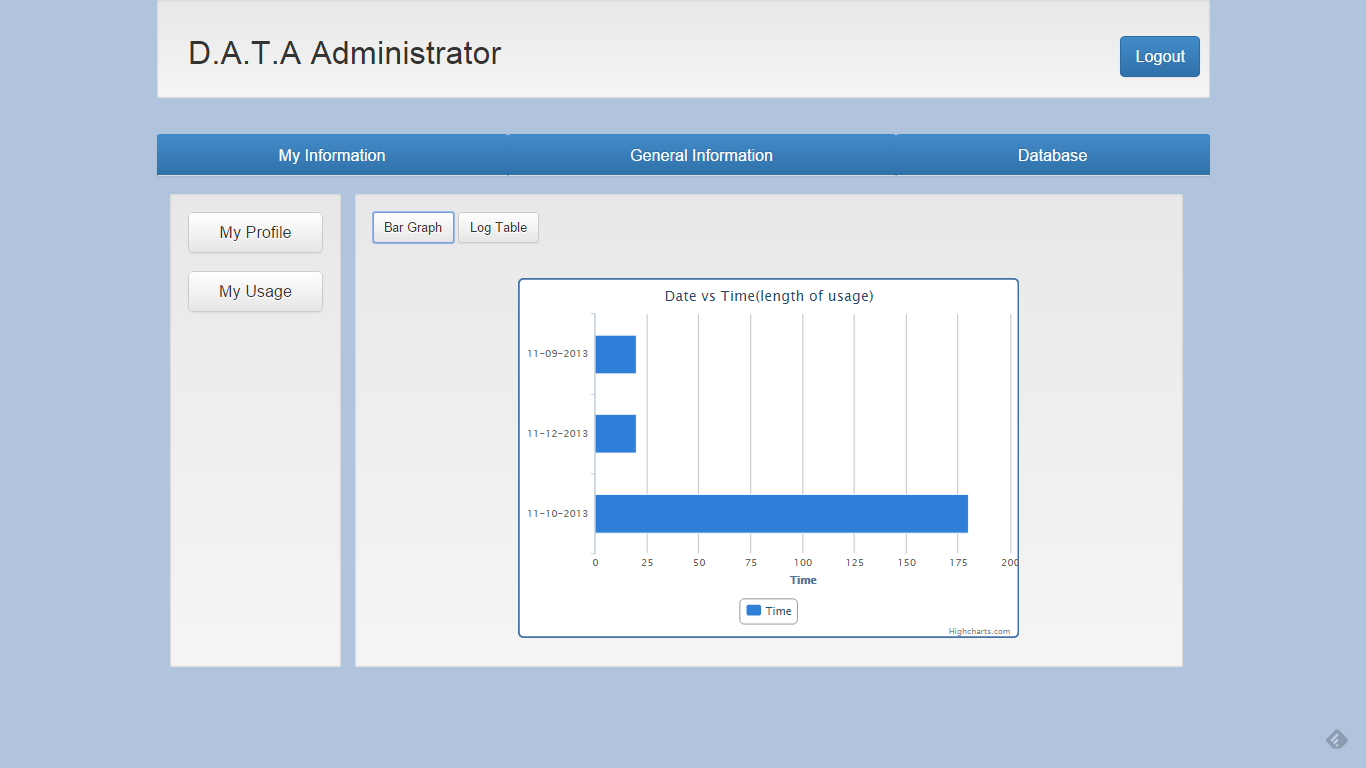 D.A.T.A Administrator
Logout
My Information General Information Database
My Profile
My Usage
Bar Graph Log Table
Date vs Time(length of usage)
11-09-2013
11-12-2013
11-10-2013
0 25 50 75 100 125 150 175 200
Time
Time
Highcharts.com